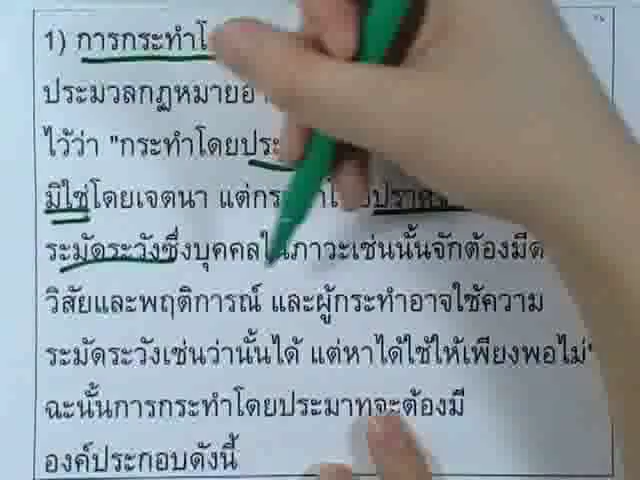 1) การกระทำโ
ประมวลกฎหมายอา
ไว้ว่า "กระทำโดยประ
มิใช่โดยเจตนา แต่กร
ระมัดระวังซึ่งบุคคลในภาวะเช่นนั้นจักต้องมีต
วิสัยและพฤติการณ์ และผู้กระทำอาจใช้ความ
ระมัดระวังเช่นว่านั้นได้ แต่หาได้ใช้ให้เพียงพอไม่"
ฉะนั้นการกระทำโดยประมาทจะต้องมี
องค์ประกอบดังนี้